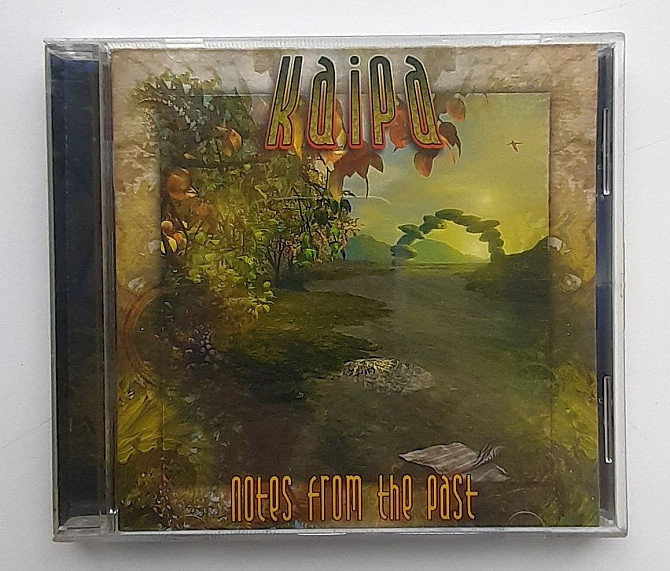 Kaipa
notes from the past